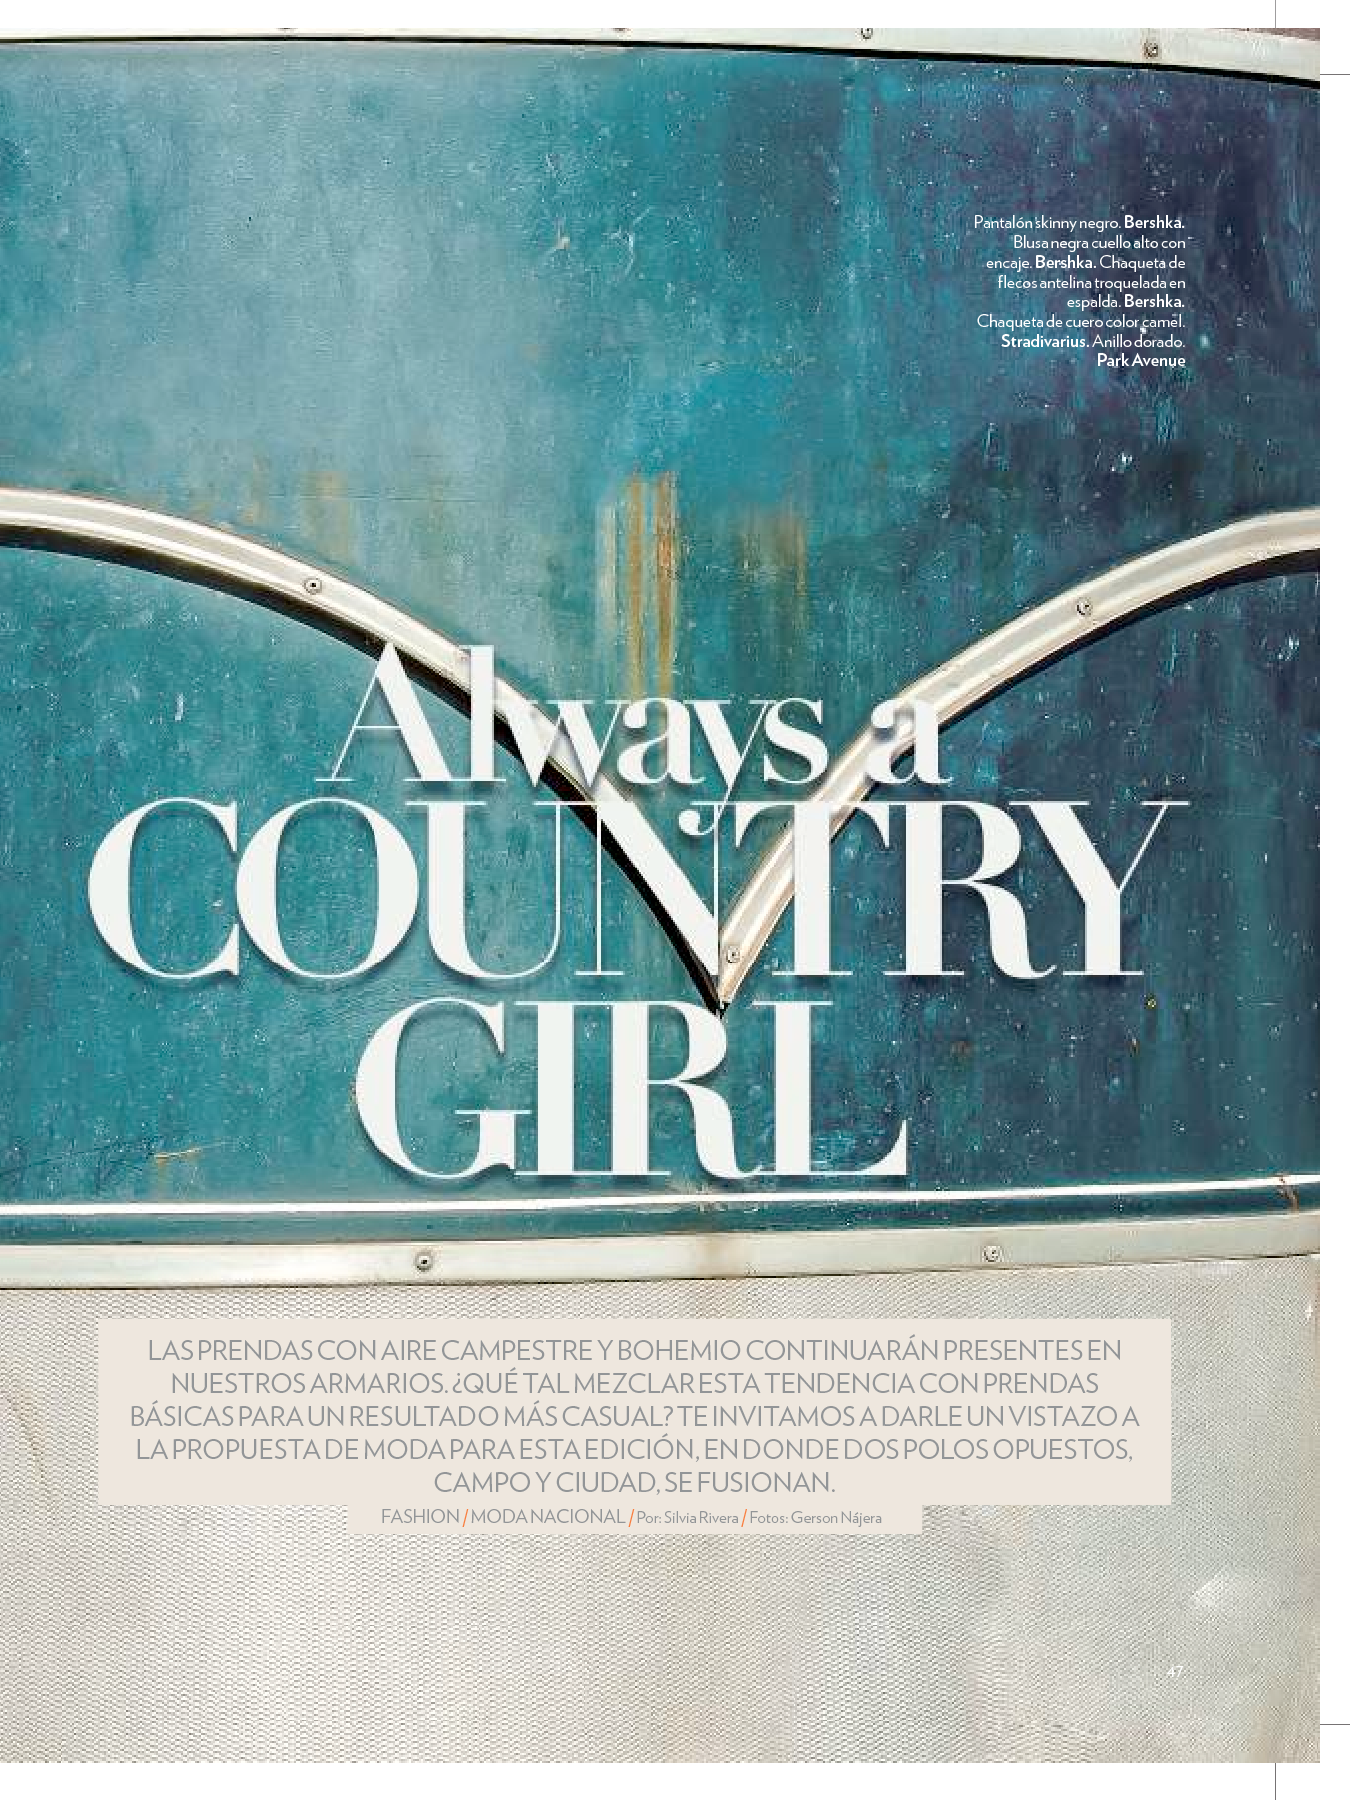 Pantalón skinny negro. Bershka.
Blusa negra cuello alto con
encaje. Bershka. Chaqueta de
flecos antelina troquelada en
espalda. Bershka.
Chaqueta de cuero color camel.
Stradivarius. Anillo dorado.
Park Avenue
Always a
COUNTRY
GIRL
LAS PRENDAS CON AIRE CAMPESTRE Y BOHEMIO CONTINUARÁN PRESENTES EN
NUESTROS ARMARIOS. ¿QUÉ TAL MEZCLAR ESTA TENDENCIA CON PRENDAS
BÁSICAS PARA UN RESULTADO MÁS CASUAL? TE INVITAMOS A DARLE UN VISTAZO A
LA PROPUESTA DE MODA PARA ESTA EDICIÓN, EN DONDE DOS POLOS OPUESTOS,
CAMPO Y CIUDAD, SE FUSIONAN.
FASHION / MODA NACIONAL / Por: Silvia Rivera / Fotos: Gerson Nájera
47